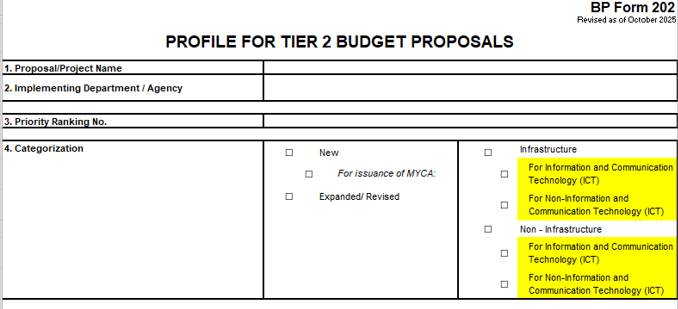 BP Form 202
Revised as of October 2025
PROFILE FOR TIER 2 BUDGET PROPOSALS
1. Proposal/Project Name
2. Implementing Department / Agency
3. Priority Ranking No.
4. Categorization
☐ New
☐ For issuance of MYCA:
☐ Expanded/ Revised
☐ Infrastructure
☐ For Information and Communication
Technology (ICT)
☐ For Non-Information and
Communication Technology (ICT)
☐ Non - Infrastructure
☐ For Information and Communication
Technology (ICT)
☐ For Non-Information and
Communication Technology (ICT)